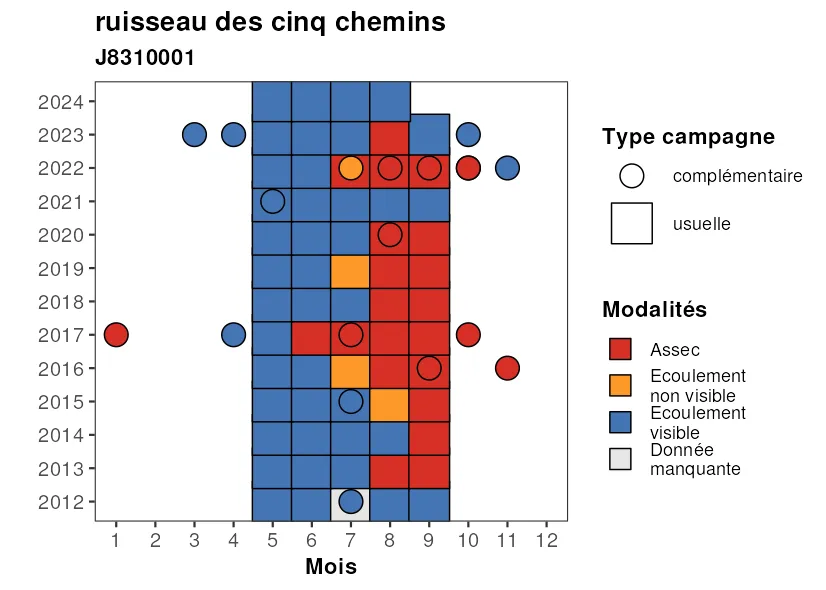 ruisseau des cinq chemins
J8310001
2024
2023
2022
2021
2020
2019
2018
2017
2016
2015
2014
2013
2012
1 2 3 4 5 6 7 8 9 10 11 12
Mois
Type campagne
complémentaire
usuelle
Modalités
Assec
Ecoulement
non visible
Ecoulement
visible
Donnée
manquante